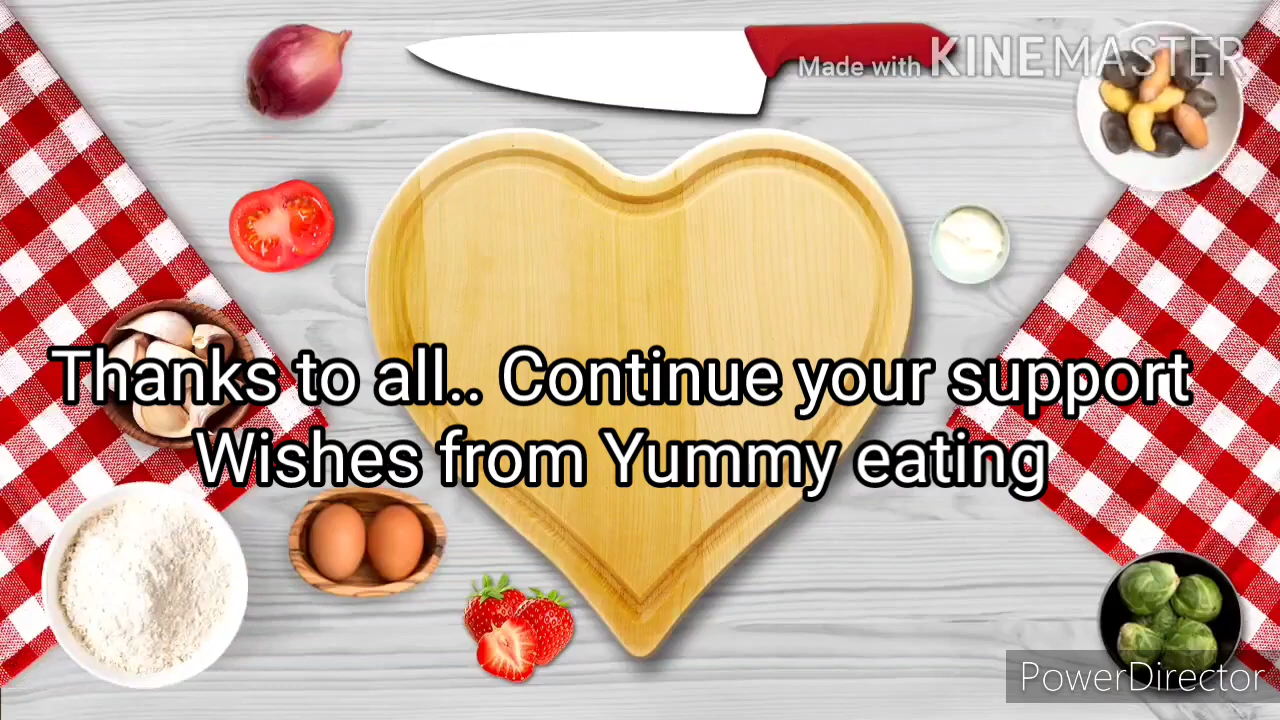 Made with KINEMASTER
Thanks to all.. Continue your support
Wishes from Yummy eating
PowerDirector